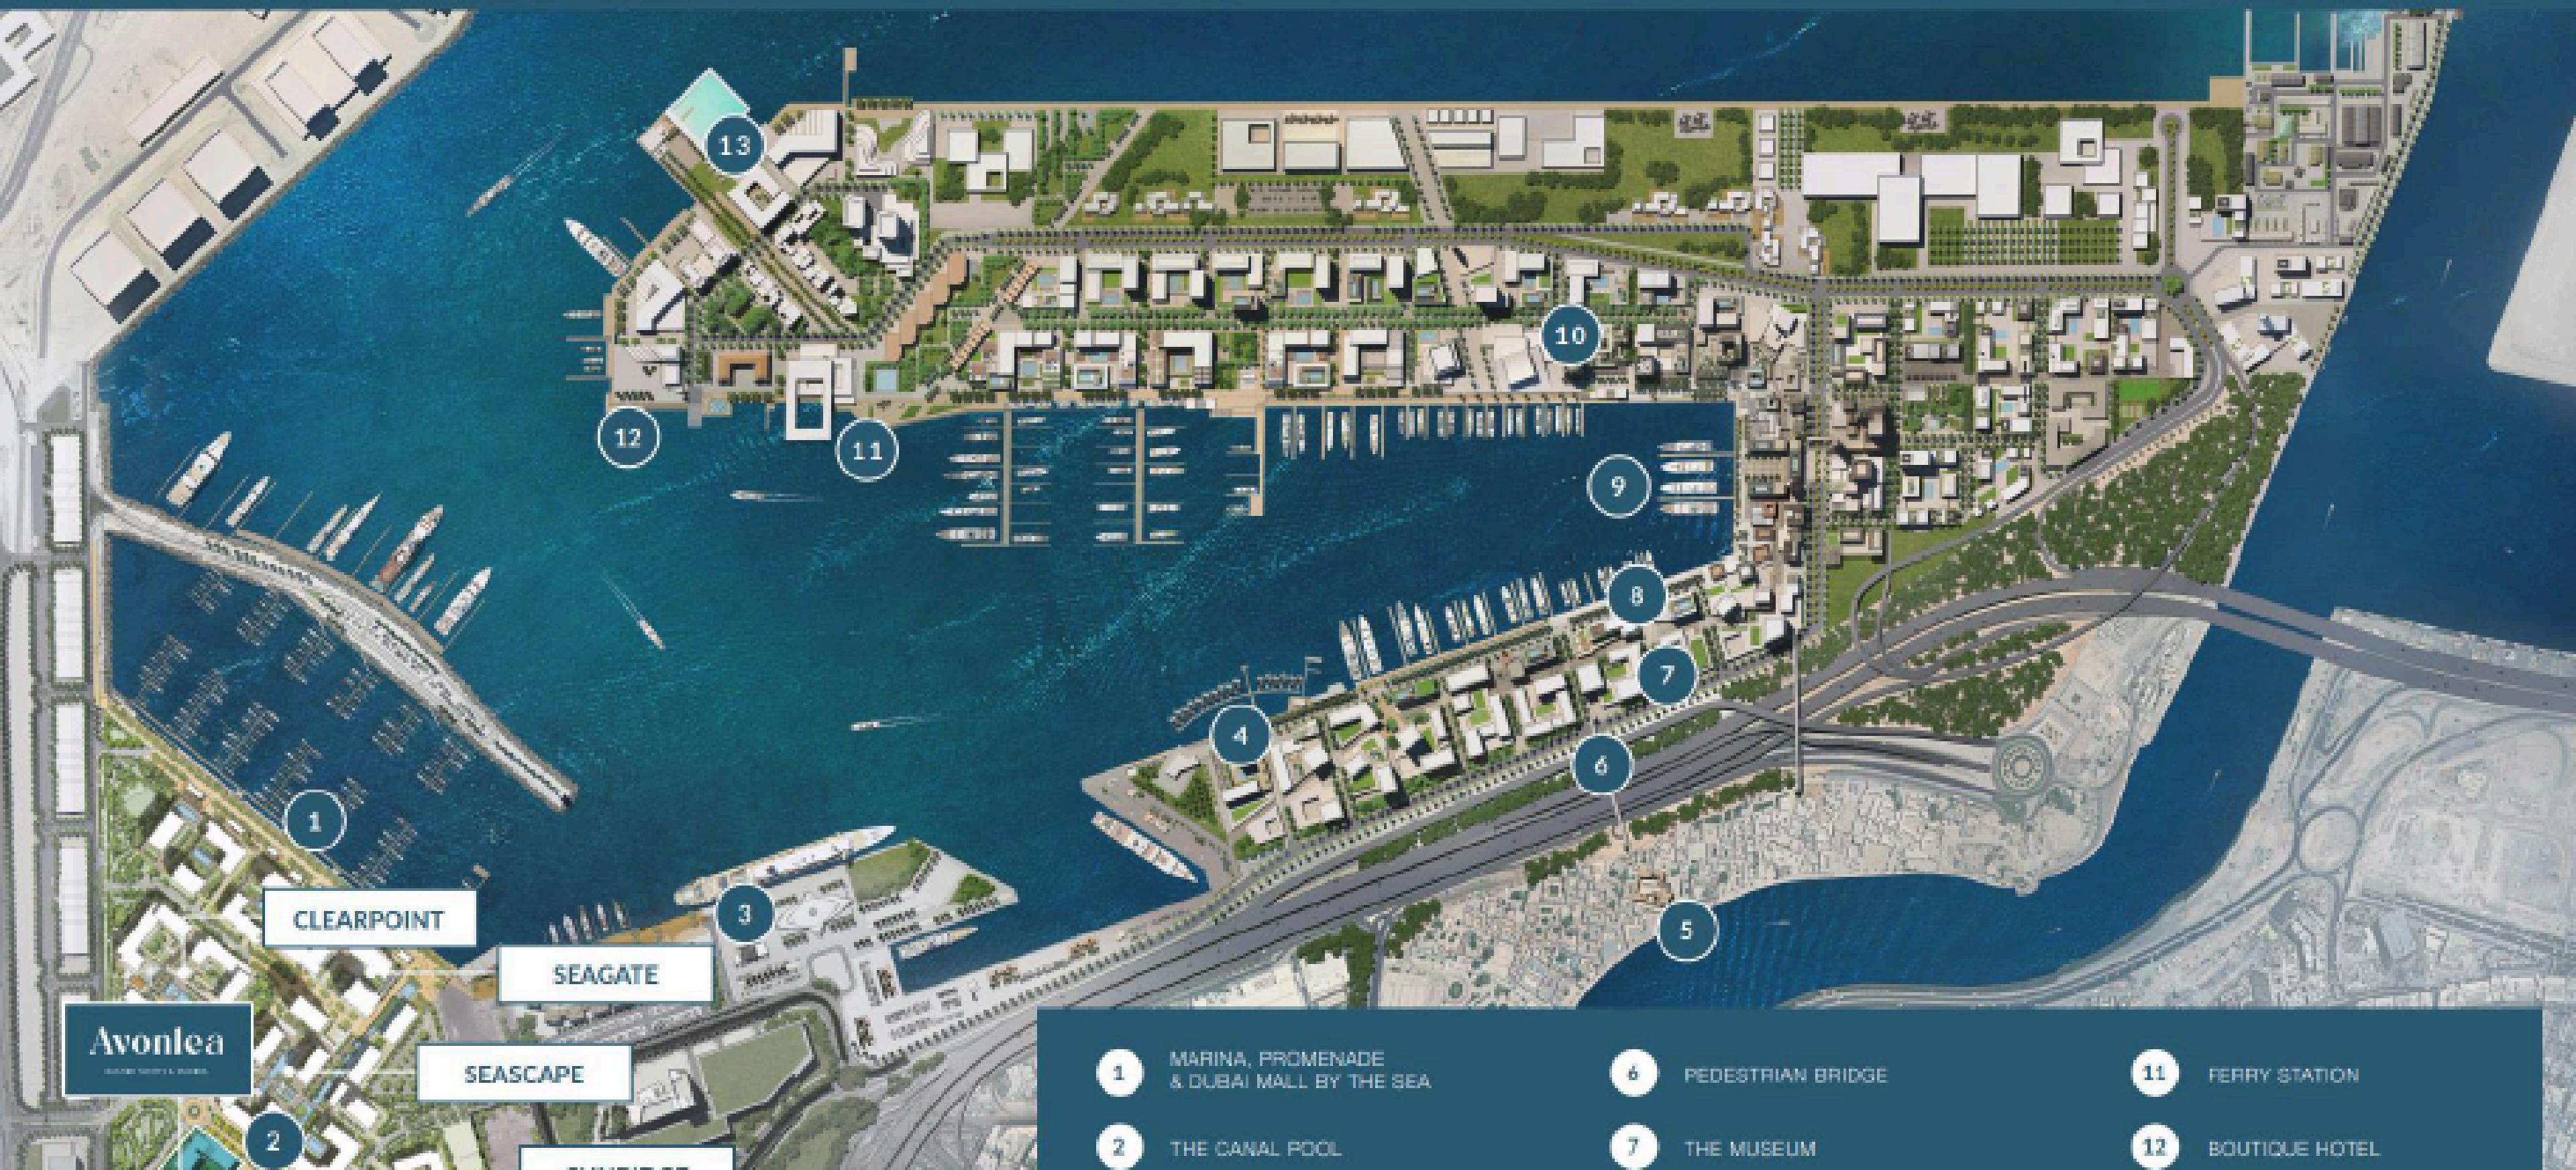 13
10
12
11
9
8
7
4
6
1
3
5
CLEARPOINT
SEAGATE
Avonlea
SEASCAPE
2
1 MARINA, PROMENADE
& DUBAI MALL BY THE SEA
6 PEDESTRIAN BRIDGE
11 FERRY STATION
2 THE CANAL POOL
7 THE MUSEUM
12 BOUTIQUE HOTEL